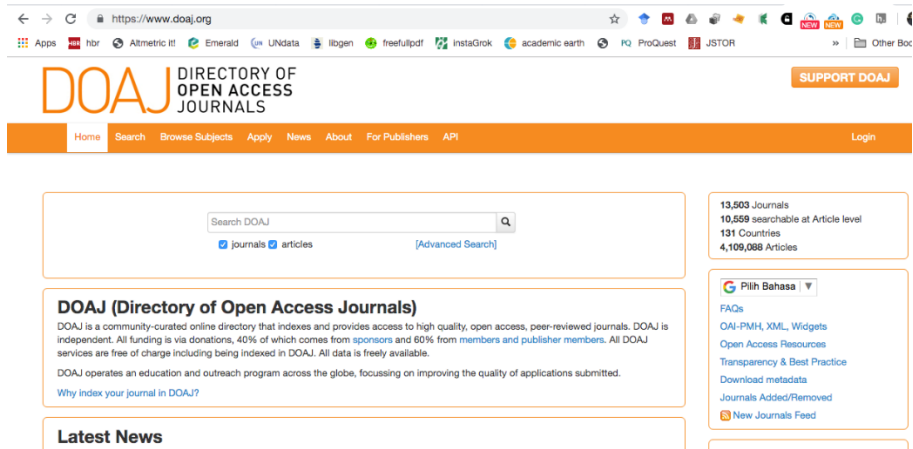 https://www.doaj.org
NEW NEW
Apps HBR hbr Altmetric it! Emerald UNdata libgen freefullpdf instaGrok academic earth PQ ProQuest JSTOR » Other Boo
DOAJ DIRECTORY OF
OPEN ACCESS
JOURNALS
SUPPORT DOAJ
Home Search Browse Subjects Apply News About For Publishers API Login
Search DOAJ
journals articles [Advanced Search]
13,503 Journals
10,559 searchable at Article level
131 Countries
4,109,088 Articles
DOAJ (Directory of Open Access Journals)
DOAJ is a community-curated online directory that indexes and provides access to high quality, open access, peer-reviewed journals. DOAJ is
independent. All funding is via donations, 40% of which comes from sponsors and 60% from members and publisher members. All DOAJ
services are free of charge including being indexed in DOAJ. All data is freely available.
DOAJ operates an education and outreach program across the globe, focussing on improving the quality of applications submitted.
Why index your journal in DOAJ?
Latest News
G Pilih Bahasa ▼
FAQs
OAI-PMH, XML, Widgets
Open Access Resources
Transparency & Best Practice
Download metadata
Journals Added/Removed
New Journals Feed